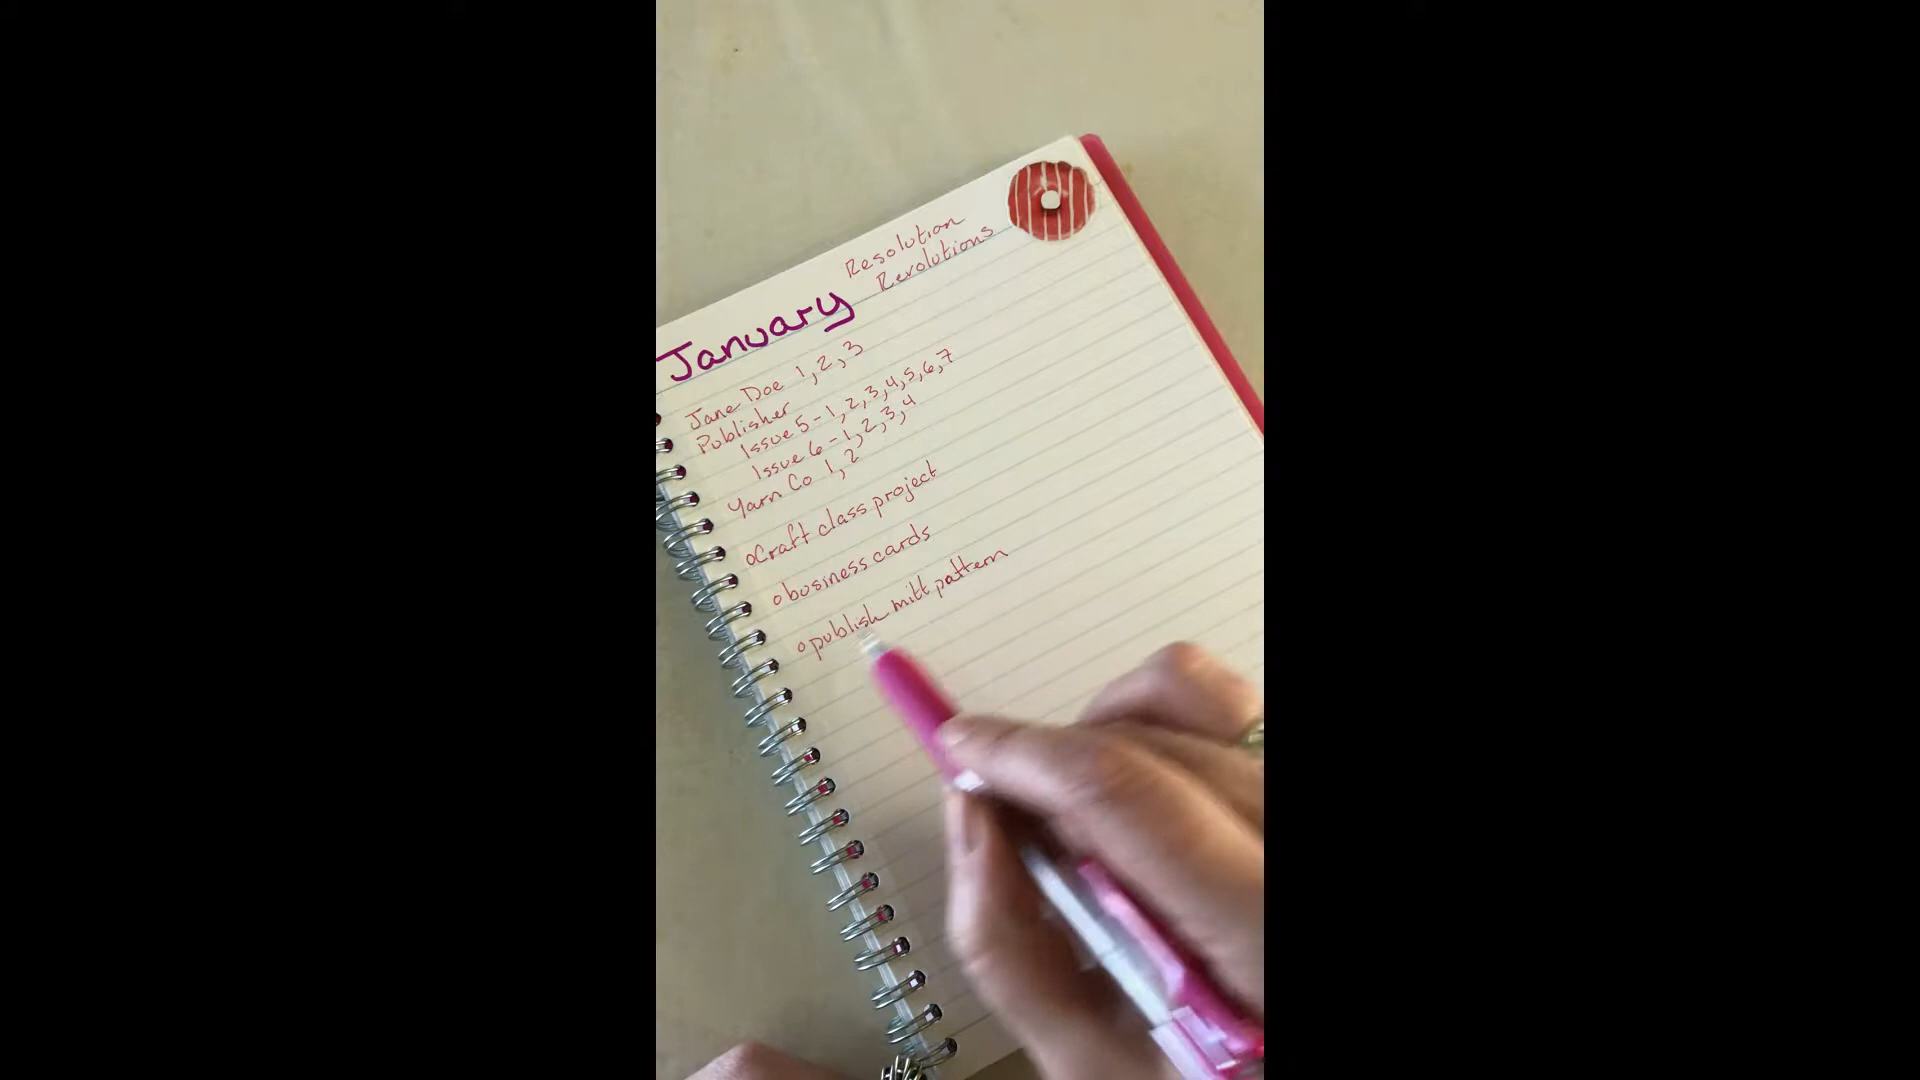 Resolution
Revolutions
January
Jane Doe 1, 2, 3
Publisher
Issue 5 - 1, 2, 3, 4, 5, 6, 7
Issue 6 - 1, 2, 3, 4
Yarn Co 1, 2
o Craft class project
o business cards
o publish mitt pattern